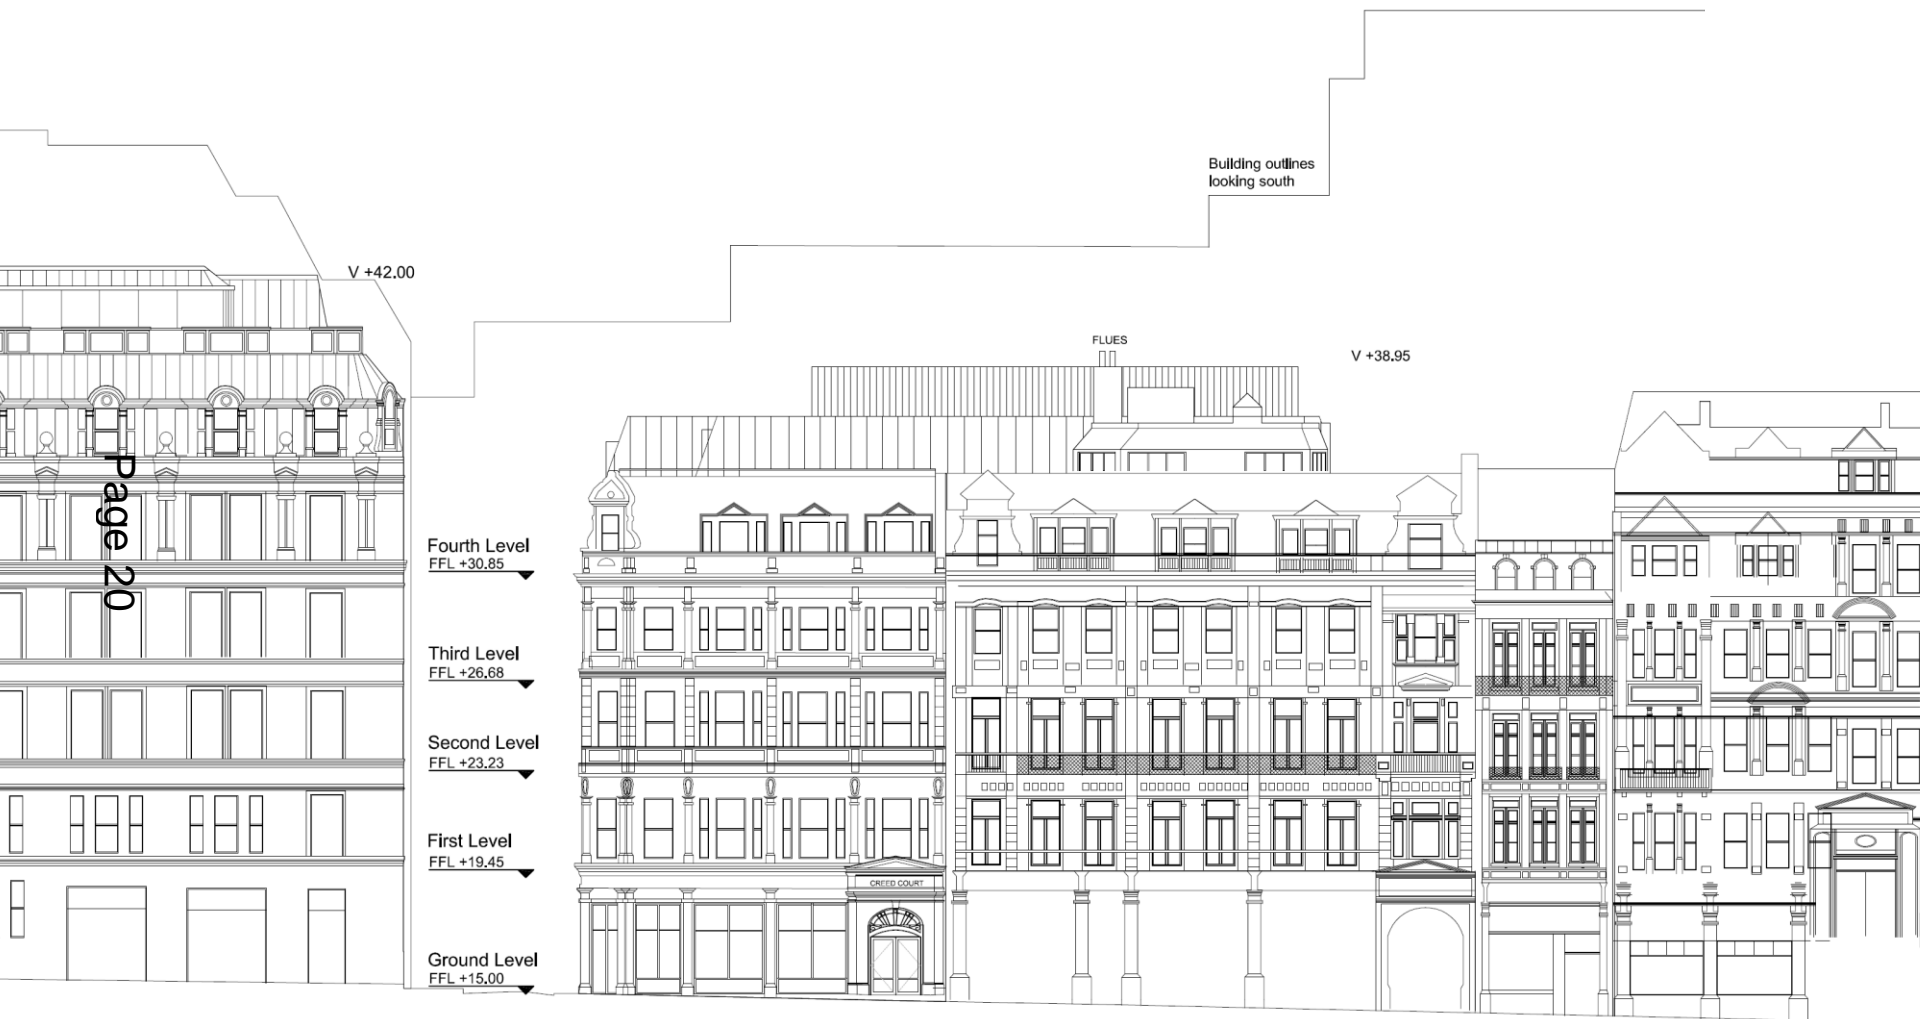 Building outlines
looking south
V +42.00
FLUES
V +38.95
Page 20
Fourth Level
FFL +30.85
Third Level
FFL +26.68
Second Level
FFL +23.23
First Level
FFL +19.45
CREED COURT
Ground Level
FFL +15.00